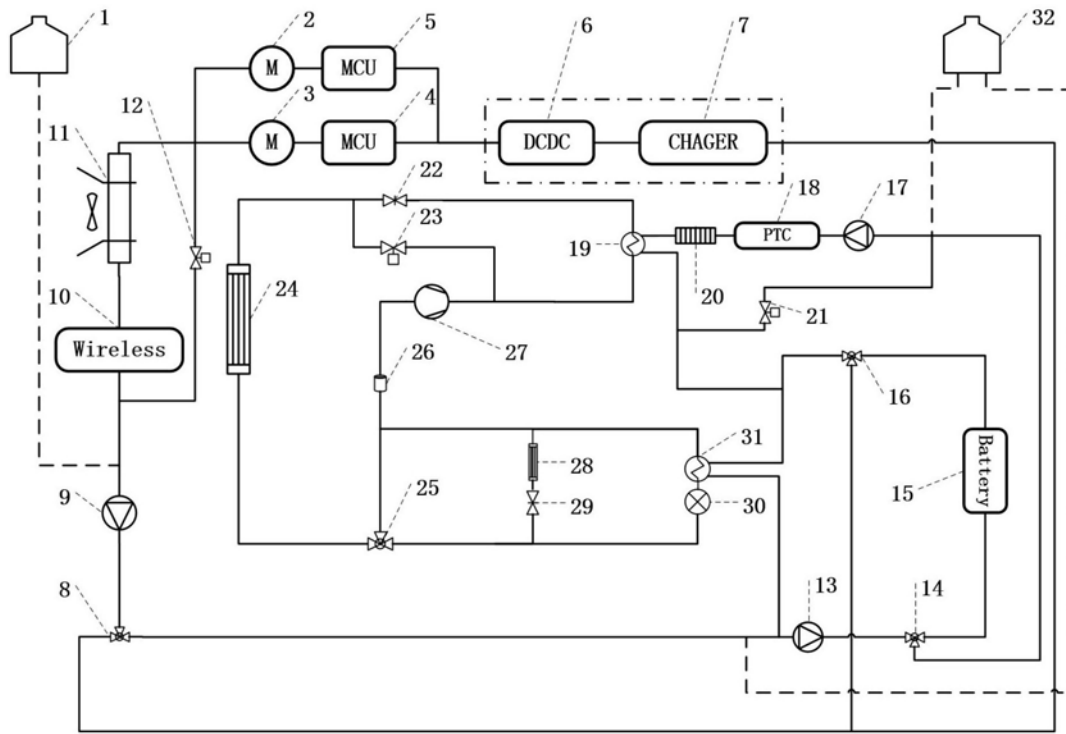 1 2 5 6 7 32
M MCU
12 3 4
11 M MCU DCDC CHAGER
22
23 18 17
19 PTC
20
10 24 21
Wireless 26 27
16
31
28 Battery
9 25 29 30 15
13 14
8